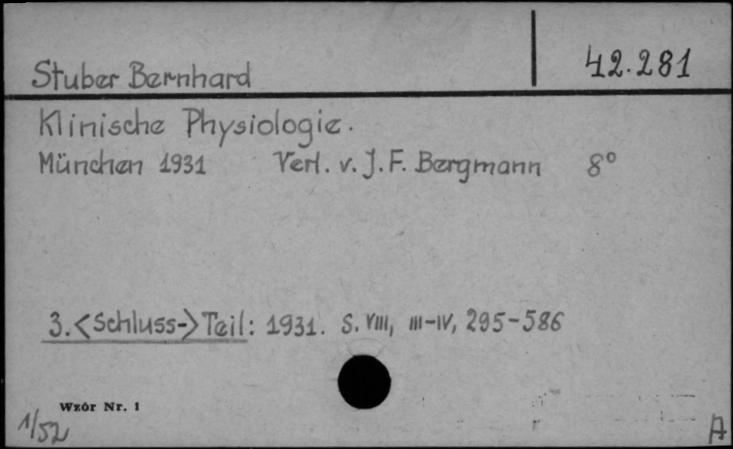 Stuber Bernhard 42.281
Klinische Physiologie.
München 1931 Verl. v. J. F. Bergmann 8°
3. <Schluss-> Teil: 1931. S. VIII, III-IV, 295-586
Wzór Nr. 1
1/52 A